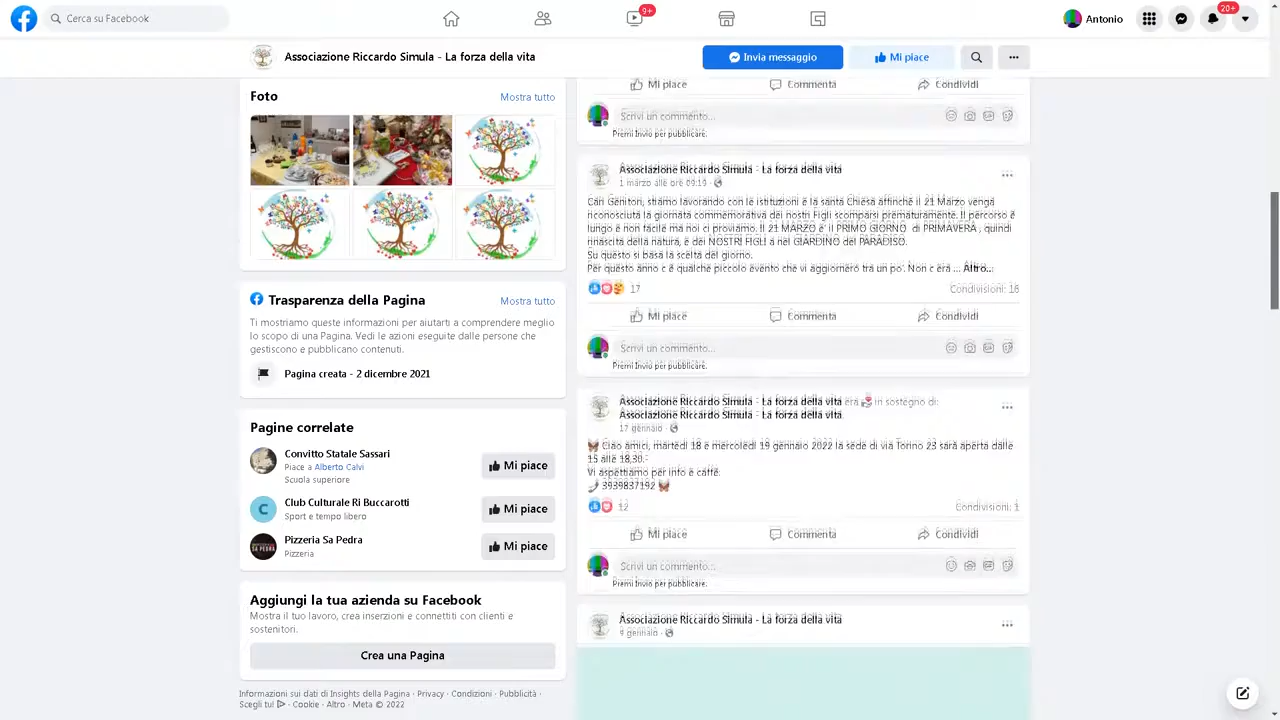 Cerca su Facebook
9+
Antonio
20+
Associazione Riccardo Simula - La forza della vita
Invia messaggio
Mi piace
Foto
Mostra tutto
Trasparenza della Pagina
Mostra tutto
Ti mostriamo queste informazioni per aiutarti a comprendere meglio
lo scopo di una Pagina. Vedi le azioni eseguite dalle persone che
gestiscono e pubblicano contenuti.
Pagina creata - 2 dicembre 2021
Pagine correlate
Convitto Statale Sassari
Piace a Alberto Calvi
Scuola superiore
Mi piace
C
Club Culturale Ri Buccarotti
Sport e tempo libero
Mi piace
SA PEDRA
Pizzeria Sa Pedra
Pizzeria
Mi piace
Aggiungi la tua azienda su Facebook
Mostra il tuo lavoro, crea inserzioni e connettiti con clienti e
sostenitori.
Crea una Pagina
Informazioni sui dati di Insights della Pagina · Privacy · Condizioni · Pubblicità ·
Scegli tu! · Cookie · Altro · Meta © 2022
Mi piace
Commenta
Condividi
Scrivi un commento...
Premi Invio per pubblicare.
Associazione Riccardo Simula - La forza della vita
1 marzo alle ore 09:19 ·
Cari Genitori, stiamo lavorando con le istituzioni e la santa Chiesa affinché il 21 Marzo venga
riconosciuta la giornata commemorativa dei nostri Figli scomparsi prematuramente. Il percorso è
lungo e non facile ma noi ci proviamo. Il 21 MARZO e' il PRIMO GIORNO di PRIMAVERA , quindi
rinascita della natura, e dei NOSTRI FIGLI a nel GIARDINO del PARADISO.
Su questo si basa la scelta del giorno.
Per questo anno c è qualche piccolo evento che vi aggiornerò tra un po'. Non c era ... Altro...
17
Condivisioni: 16
Mi piace
Commenta
Condividi
Scrivi un commento...
Premi Invio per pubblicare.
Associazione Riccardo Simula - La forza della vita era in sostegno di:
Associazione Riccardo Simula - La forza della vita.
17 gennaio ·
Ciao amici, martedì 18 e mercoledì 19 gennaio 2022 la sede di via Torino 23 sarà aperta dalle
15 alle 18,30.-
Vi aspettiamo per info e caffè.
3939837192
12
Condivisioni: 1
Mi piace
Commenta
Condividi
Scrivi un commento...
Premi Invio per pubblicare.
Associazione Riccardo Simula - La forza della vita
9 gennaio ·